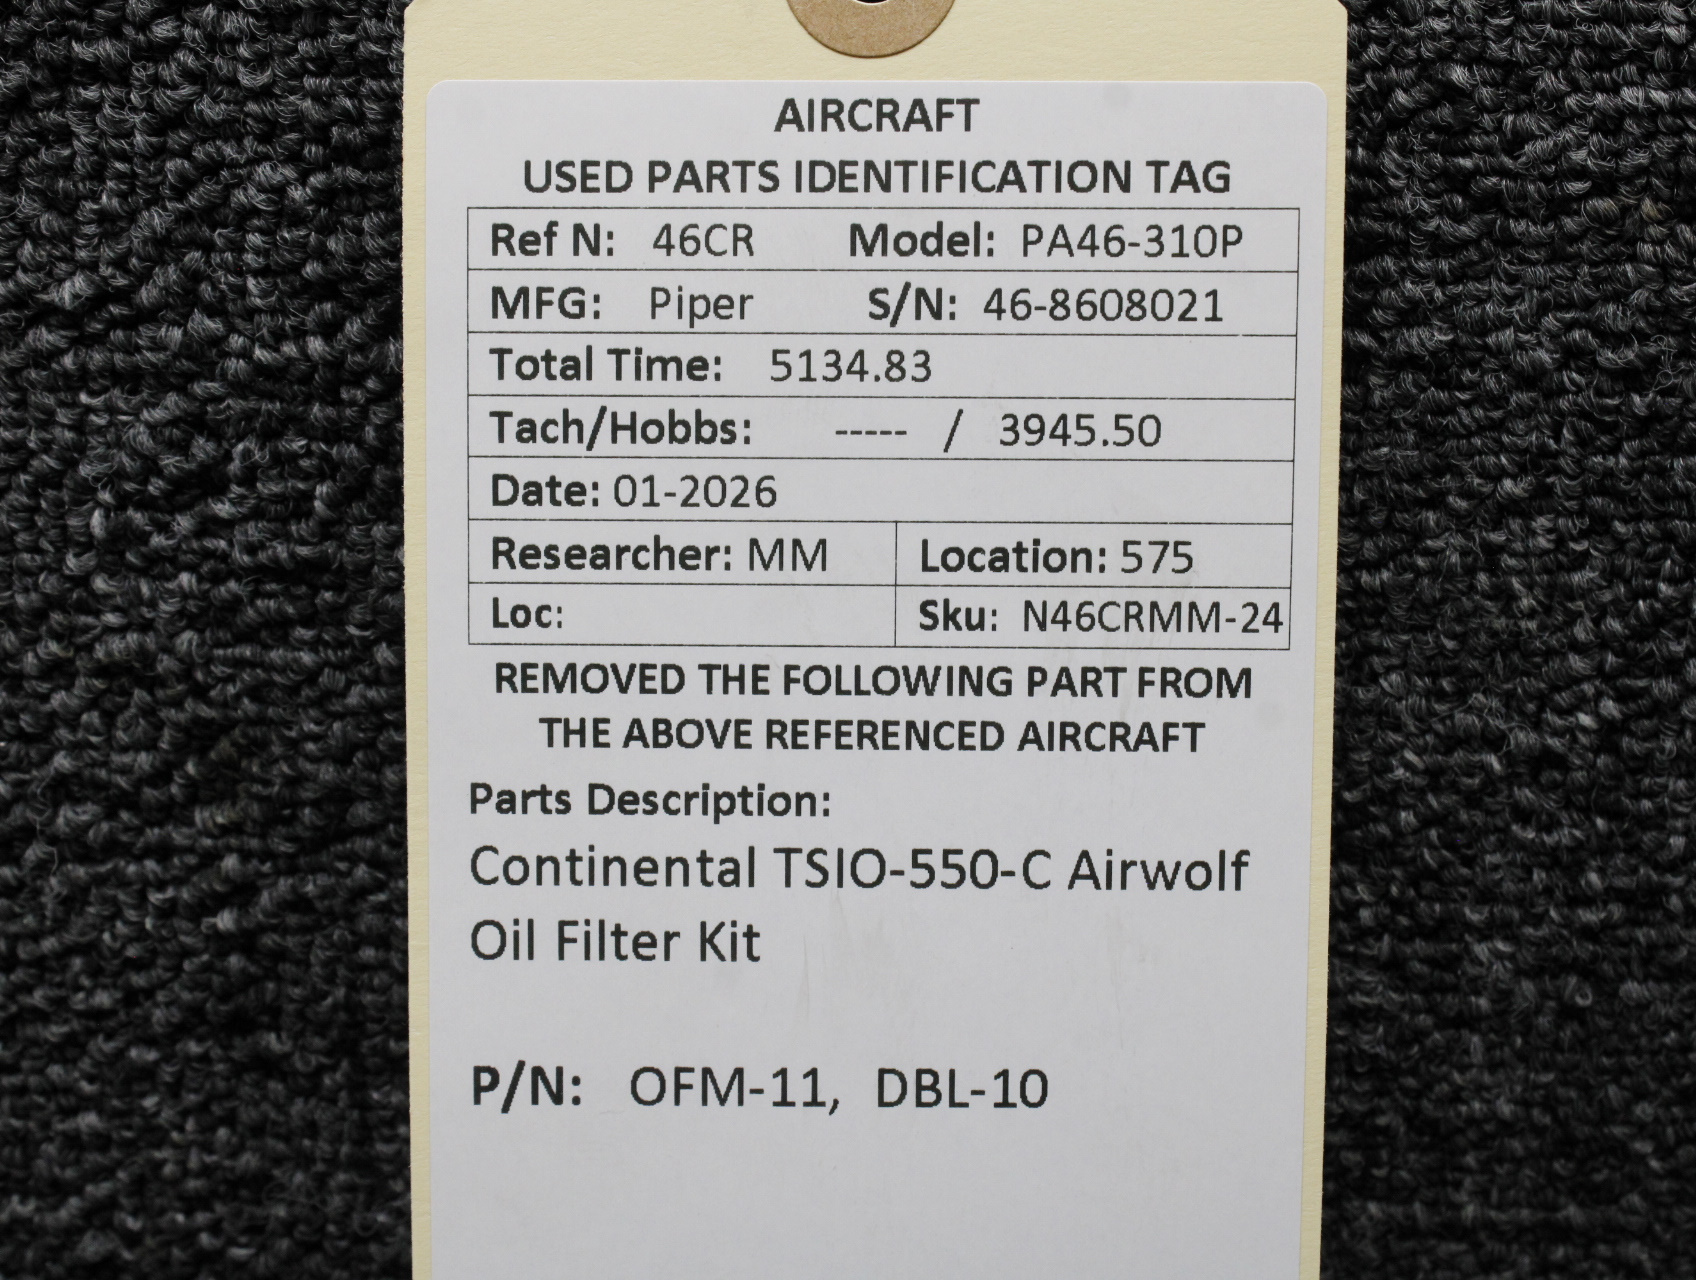 AIRCRAFT
USED PARTS IDENTIFICATION TAG
Ref N: 46CR Model: PA46-310P
MFG: Piper S/N: 46-8608021
Total Time: 5134.83
Tach/Hobbs: ----- / 3945.50
Date: 01-2026
Researcher: MM Location: 575
Loc: Sku: N46CRMM-24
REMOVED THE FOLLOWING PART FROM
THE ABOVE REFERENCED AIRCRAFT
Parts Description:
Continental TSIO-550-C Airwolf
Oil Filter Kit
P/N: OFM-11, DBL-10